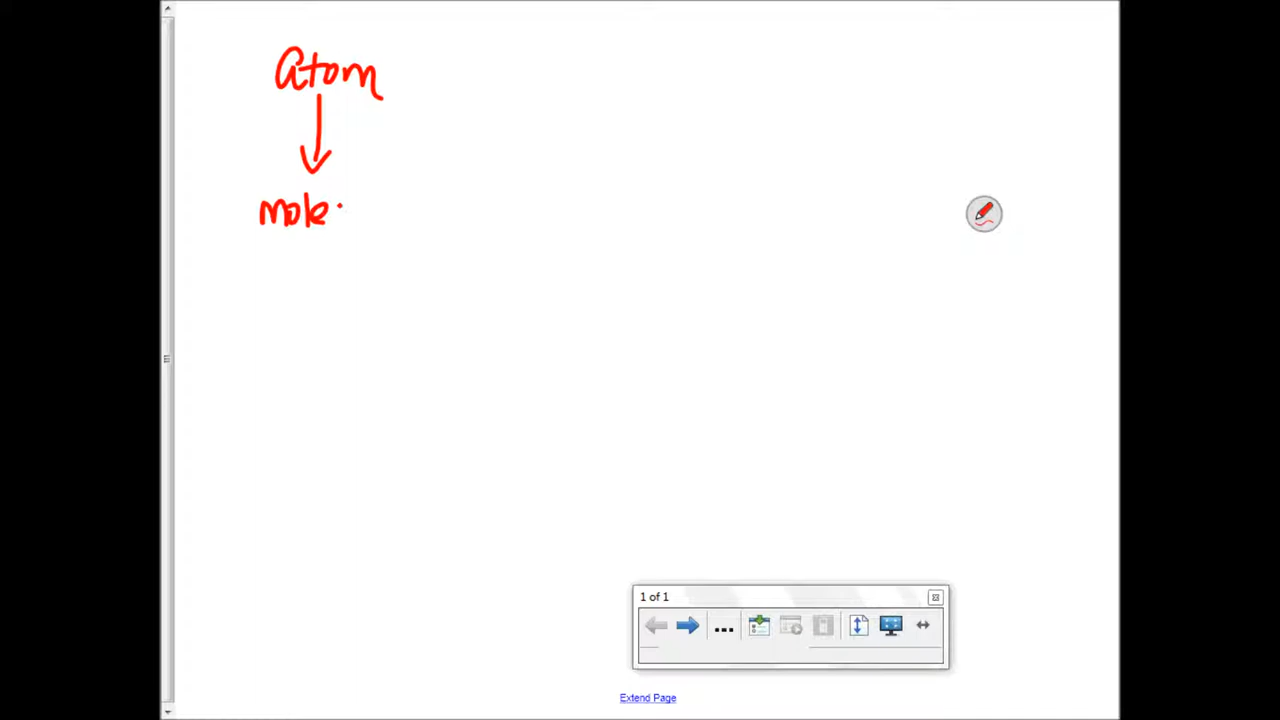 atom
mole
1 of 1
...
Extend Page